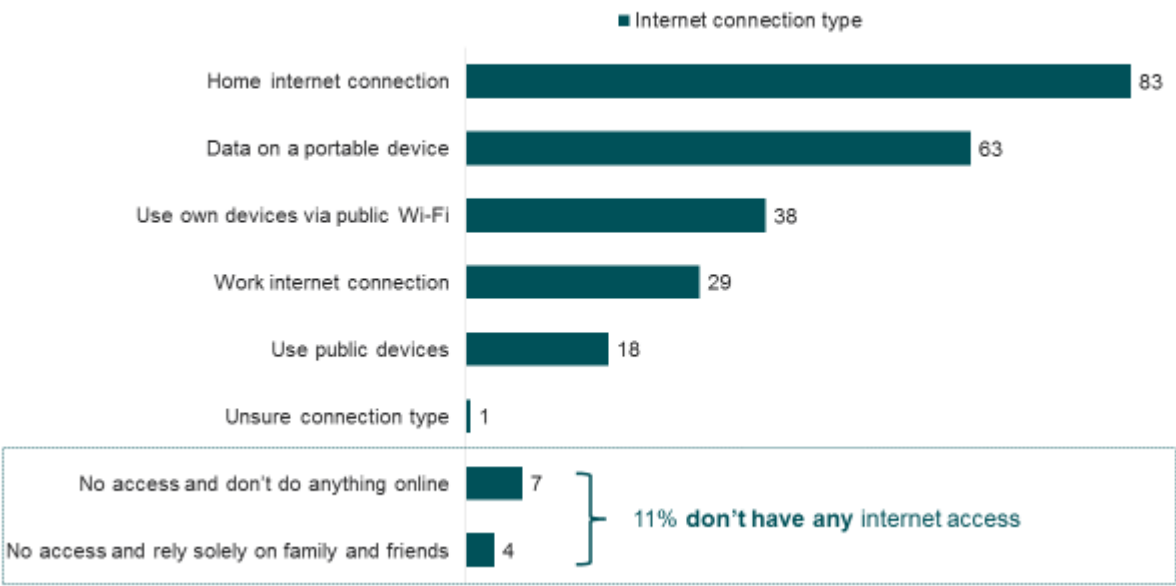 Internet connection type
Home internet connection 83
Data on a portable device 63
Use own devices via public Wi-Fi 38
Work internet connection 29
Use public devices 18
Unsure connection type 1
No access and don't do anything online 7
11% don't have any internet access
No access and rely solely on family and friends 4